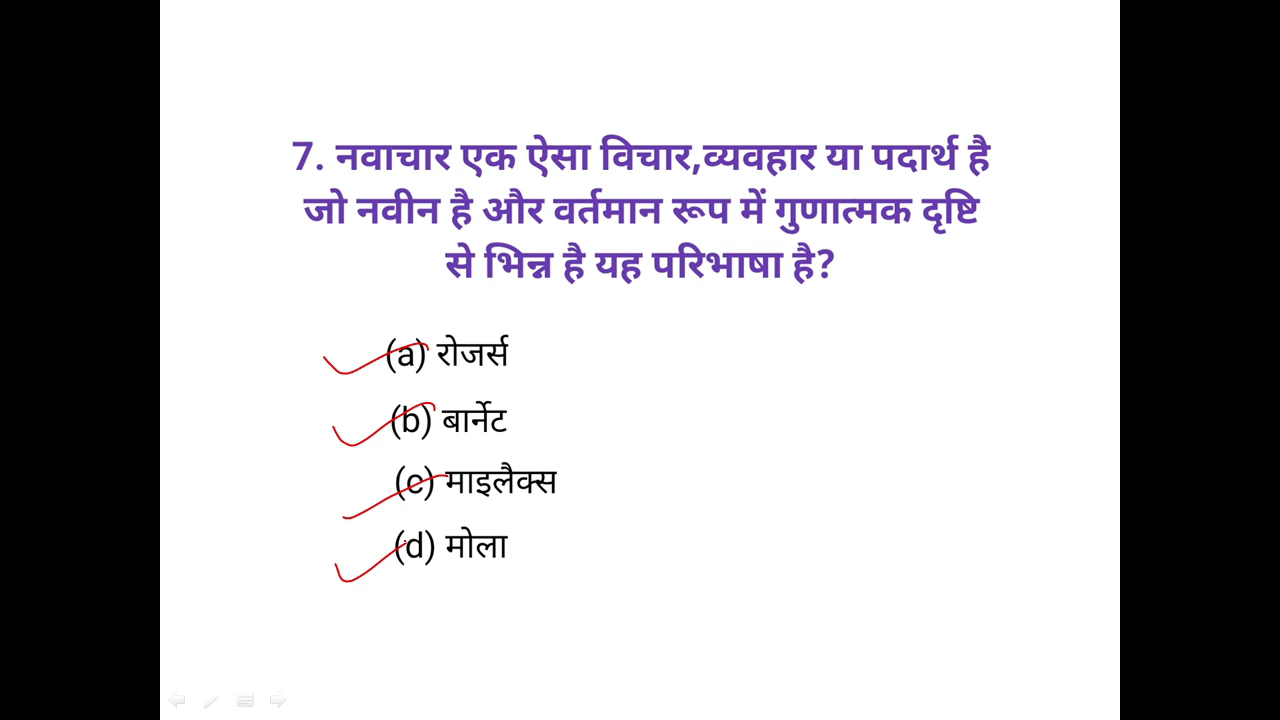 7. नवाचार एक ऐसा विचार,व्यवहार या पदार्थ है
जो नवीन है और वर्तमान रूप में गुणात्मक दृष्टि
से भिन्न है यह परिभाषा है?
(a) रोजर्स
(b) बार्नेट
(c) माइलैक्स
(d) मोला